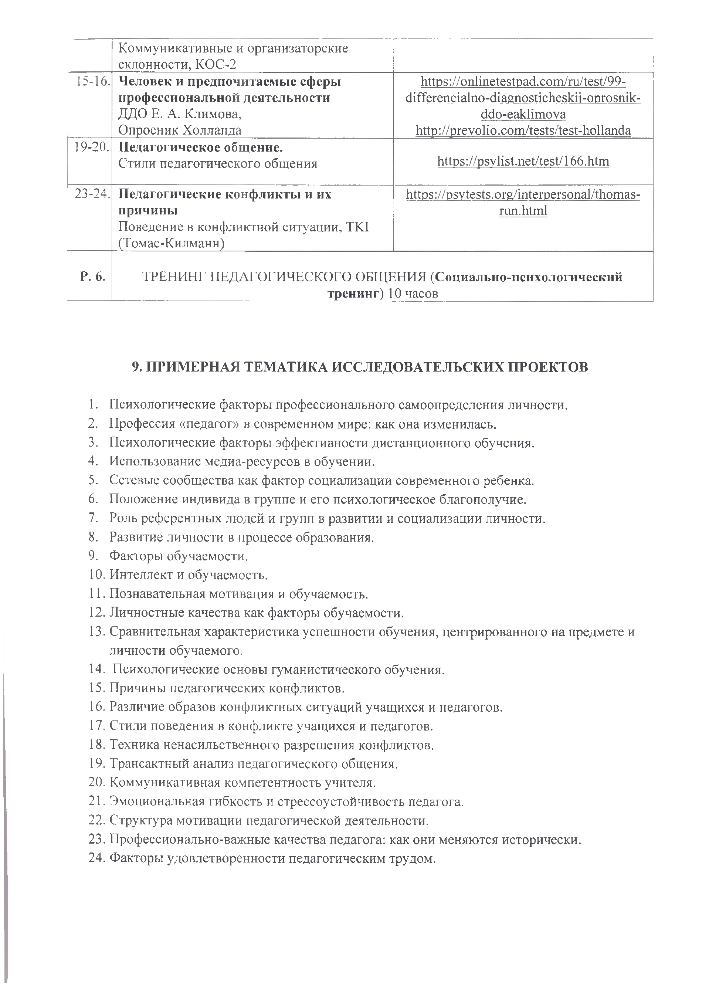 Коммуникативные и организаторские
склонности, КОС-2
15-16. Человек и предпочитаемые сферы
профессиональной деятельности
ДДО Е. А. Климова,
Опросник Холланда
https://onlinetestpad.com/ru/test/99-
differencialno-diagnosticheskij-oprosnik-
ddo-eaklimova
http://prevolio.com/tests/test-hollanda
19-20. Педагогическое общение.
Стили педагогического общения
https://psylist.net/test/166.htm
23-24. Педагогические конфликты и их
причины
Поведение в конфликтной ситуации, TKI
(Томас-Килманн)
https://psytests.org/interpersonal/thomas-
run.html
Р. 6. ТРЕНИНГ ПЕДАГОГИЧЕСКОГО ОБЩЕНИЯ (Социально-психологический
тренинг) 10 часов
9. ПРИМЕРНАЯ ТЕМАТИКА ИССЛЕДОВАТЕЛЬСКИХ ПРОЕКТОВ
1. Психологические факторы профессионального самоопределения личности.
2. Профессия «педагог» в современном мире: как она изменилась.
3. Психологические факторы эффективности дистанционного обучения.
4. Использование медиа-ресурсов в обучении.
5. Сетевые сообщества как фактор социализации современного ребенка.
6. Положение индивида в группе и его психологическое благополучие.
7. Роль референтных людей и групп в развитии и социализации личности.
8. Развитие личности в процессе образования.
9. Факторы обучаемости.
10. Интеллект и обучаемость.
11. Познавательная мотивация и обучаемость.
12. Личностные качества как факторы обучаемости.
13. Сравнительная характеристика успешности обучения, центрированного на предмете и
личности обучаемого.
14. Психологические основы гуманистического обучения.
15. Причины педагогических конфликтов.
16. Различие образов конфликтных ситуаций учащихся и педагогов.
17. Стили поведения в конфликте учащихся и педагогов.
18. Техника ненасильственного разрешения конфликтов.
19. Трансактный анализ педагогического общения.
20. Коммуникативная компетентность учителя.
21. Эмоциональная гибкость и стрессоустойчивость педагога.
22. Структура мотивации педагогической деятельности.
23. Профессионально-важные качества педагога: как они меняются исторически.
24. Факторы удовлетворенности педагогическим трудом.